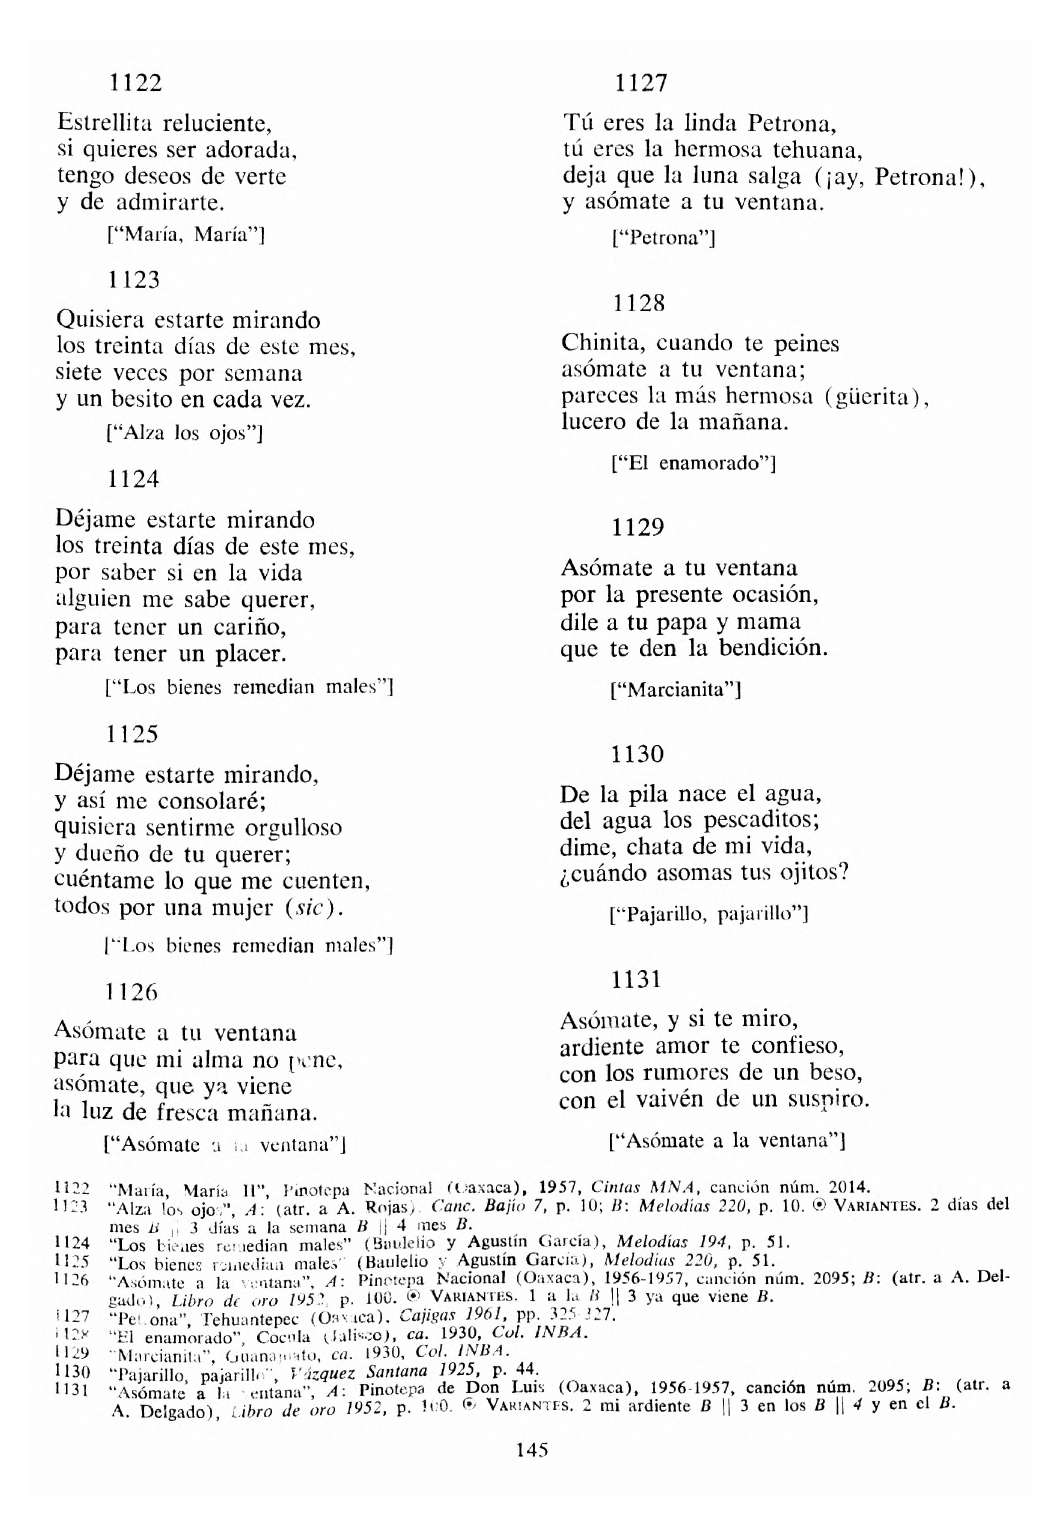 1122
Estrellita reluciente,
si quieres ser adorada,
tengo deseos de verte
y de admirarte.
["María, María"]
1123
Quisiera estarte mirando
los treinta días de este mes,
siete veces por semana
y un besito en cada vez.
["Alza los ojos"]
1124
Déjame estarte mirando
los treinta días de este mes,
por saber si en la vida
alguien me sabe querer,
para tener un cariño,
para tener un placer.
["Los bienes remedian males"]
1125
Déjame estarte mirando,
y así me consolaré;
quisiera sentirme orgulloso
y dueño de tu querer;
cuéntame lo que me cuenten,
todos por una mujer (sic).
["Los bienes remedian males"]
1126
Asómate a tu ventana
para que mi alma no pene,
asómate, que ya viene
la luz de fresca mañana.
["Asómate a la ventana"]
1127
Tú eres la linda Petrona,
tú eres la hermosa tehuana,
deja que la luna salga (¡ay, Petrona!),
y asómate a tu ventana.
["Petrona"]
1128
Chinita, cuando te peines
asómate a tu ventana;
pareces la más hermosa (güerita),
lucero de la mañana.
["El enamorado"]
1129
Asómate a tu ventana
por la presente ocasión,
dile a tu papa y mama
que te den la bendición.
["Marcianita"]
1130
De la pila nace el agua,
del agua los pescaditos;
dime, chata de mi vida,
¿cuándo asomas tus ojitos?
["Pajarillo, pajarillo"]
1131
Asómate, y si te miro,
ardiente amor te confieso,
con los rumores de un beso,
con el vaivén de un suspiro.
["Asómate a la ventana"]
1122 "María, María II", Pinotepa Nacional (Oaxaca), 1957, Cintas MNA, canción núm. 2014.
1123 "Alza los ojos", A: (atr. a A. Rojas), Canc. Bajío 7, p. 10; B: Melodías 220, p. 10. ⊙ VARIANTES. 2 días del
mes B || 3 días a la semana B || 4 mes B.
1124 "Los bienes remedian males" (Baulelio y Agustín García), Melodías 194, p. 51.
1125 "Los bienes remedian males" (Baulelio y Agustín García), Melodías 220, p. 51.
1126 "Asómate a la ventana", A: Pinotepa Nacional (Oaxaca), 1956-1957, canción núm. 2095; B: (atr. a A. Del-
gado), Libro de oro 1952, p. 100. ⊙ VARIANTES. 1 a la B || 3 ya que viene B.
1127 "Petrona", Tehuantepec (Oaxaca), Cajigas 1961, pp. 325-327.
1128 "El enamorado", Cocula (Jalisco), ca. 1930, Col. INBA.
1129 "Marcianita", Guanajuato, ca. 1930, Col. INBA.
1130 "Pajarillo, pajarillo", Vázquez Santana 1925, p. 44.
1131 "Asómate a la ventana", A: Pinotepa de Don Luis (Oaxaca), 1956-1957, canción núm. 2095; B: (atr. a
A. Delgado), Libro de oro 1952, p. 100. ⊙ VARIANTES. 2 mi ardiente B || 3 en los B || 4 y en el B.
145